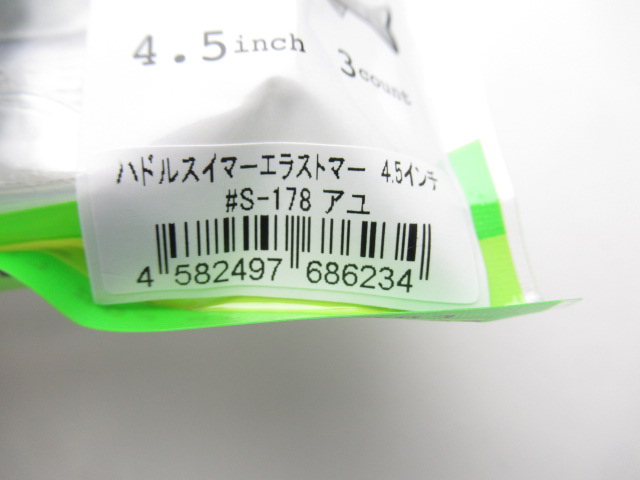 4.5inch
3count
ハドルスイマーエラストマー 4.5インチ
#S-178 アユ
4 582497 686234